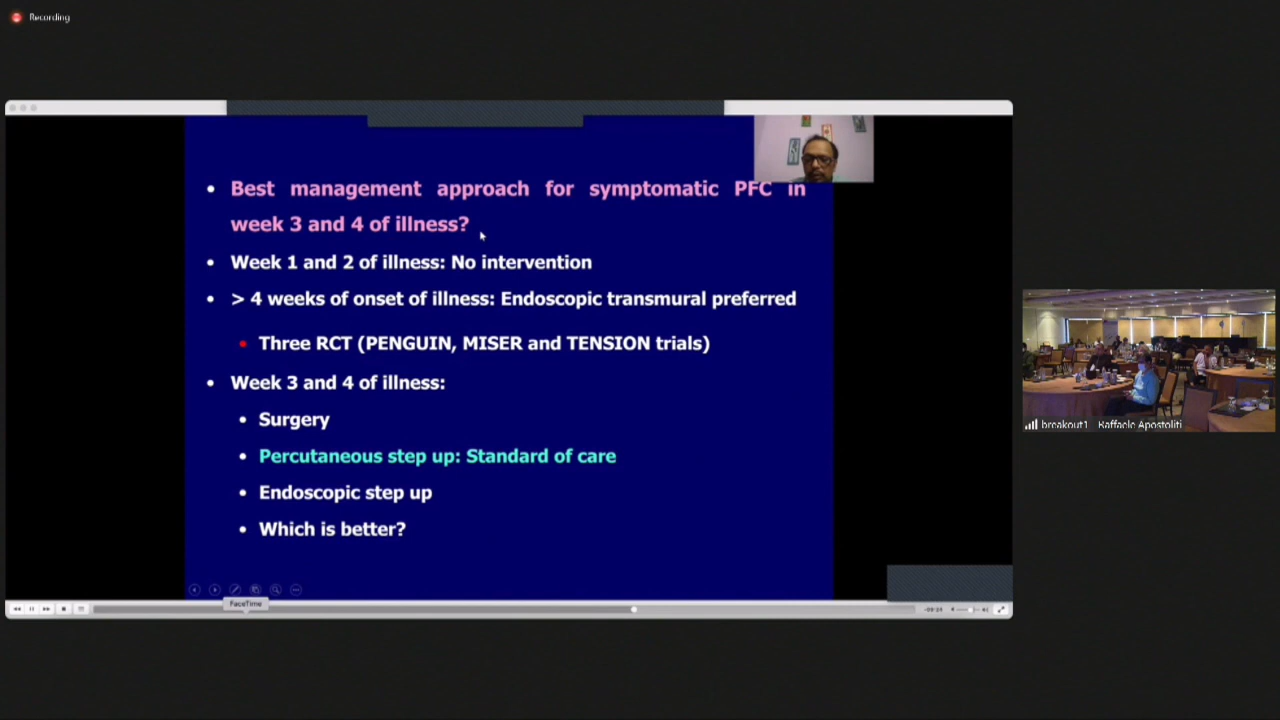 Recording
• Best management approach for symptomatic PFC in
week 3 and 4 of illness?
• Week 1 and 2 of illness: No intervention
• > 4 weeks of onset of illness: Endoscopic transmural preferred
• Three RCT (PENGUIN, MISER and TENSION trials)
• Week 3 and 4 of illness:
• Surgery
• Percutaneous step up: Standard of care
• Endoscopic step up
• Which is better?
FaceTime
breakout1 - Raffaele Apostoliti